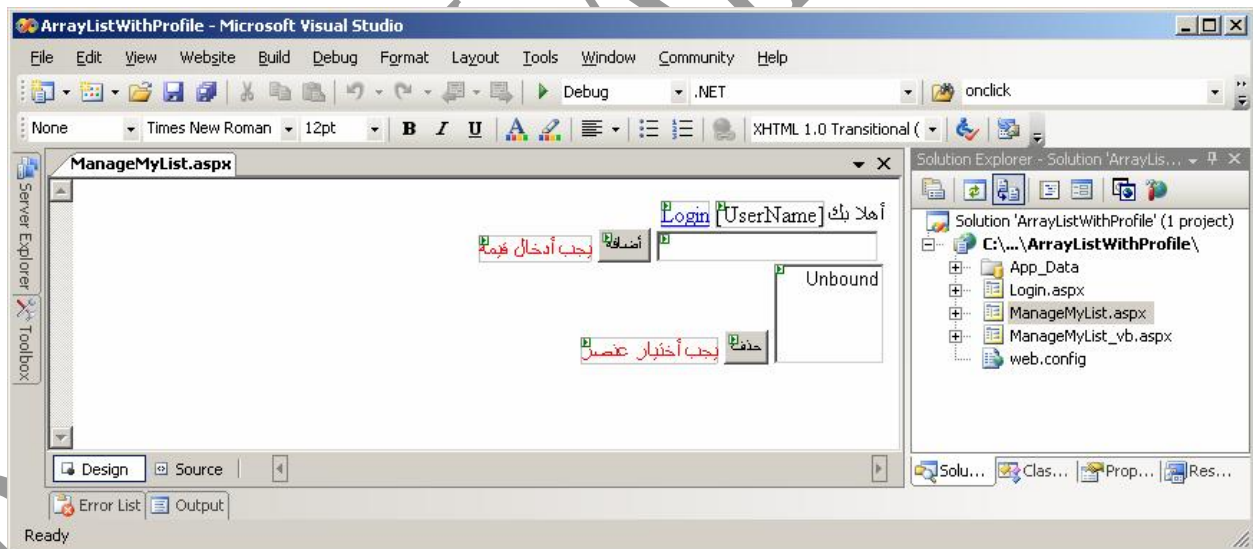 ArrayListWithProfile - Microsoft Visual Studio
File Edit View Website Build Debug Format Layout Tools Window Community Help
Debug .NET onclick
None Times New Roman 12pt B I U A XHTML 1.0 Transitional (
ManageMyList.aspx
Server Explorer
Toolbox
أهلا بك [UserName] Login
أضافة يجب أدخال قيمة
Unbound
حذف يجب أختيار عنصر
Design Source
Error List Output
Ready
Solution Explorer - Solution 'ArrayLis...
Solution 'ArrayListWithProfile' (1 project)
C:\...\ArrayListWithProfile\
App_Data
Login.aspx
ManageMyList.aspx
ManageMyList_vb.aspx
web.config
Solu... Clas... Prop... Res...